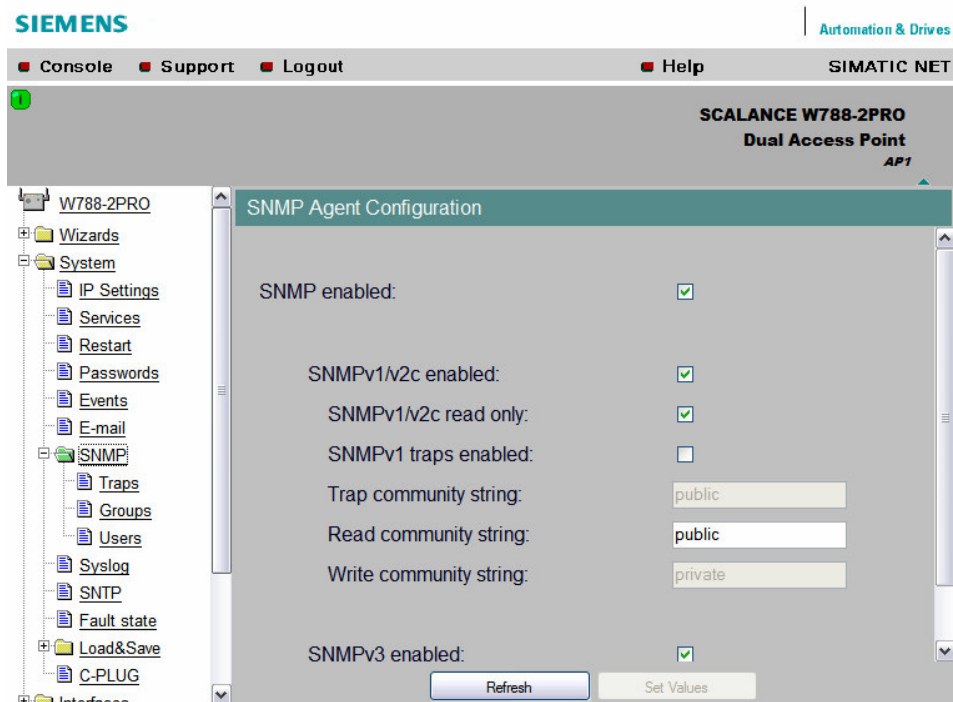 SIEMENS
Automation & Drives
Console Support Logout Help SIMATIC NET
SCALANCE W788-2PRO
Dual Access Point
AP1
W788-2PRO
Wizards
System
IP Settings
Services
Restart
Passwords
Events
E-mail
SNMP
Traps
Groups
Users
Syslog
SNTP
Fault state
Load&Save
C-PLUG
Interfaces
SNMP Agent Configuration
SNMP enabled:
SNMPv1/v2c enabled:
SNMPv1/v2c read only:
SNMPv1 traps enabled:
Trap community string: public
Read community string: public
Write community string: private
SNMPv3 enabled:
Refresh Set Values